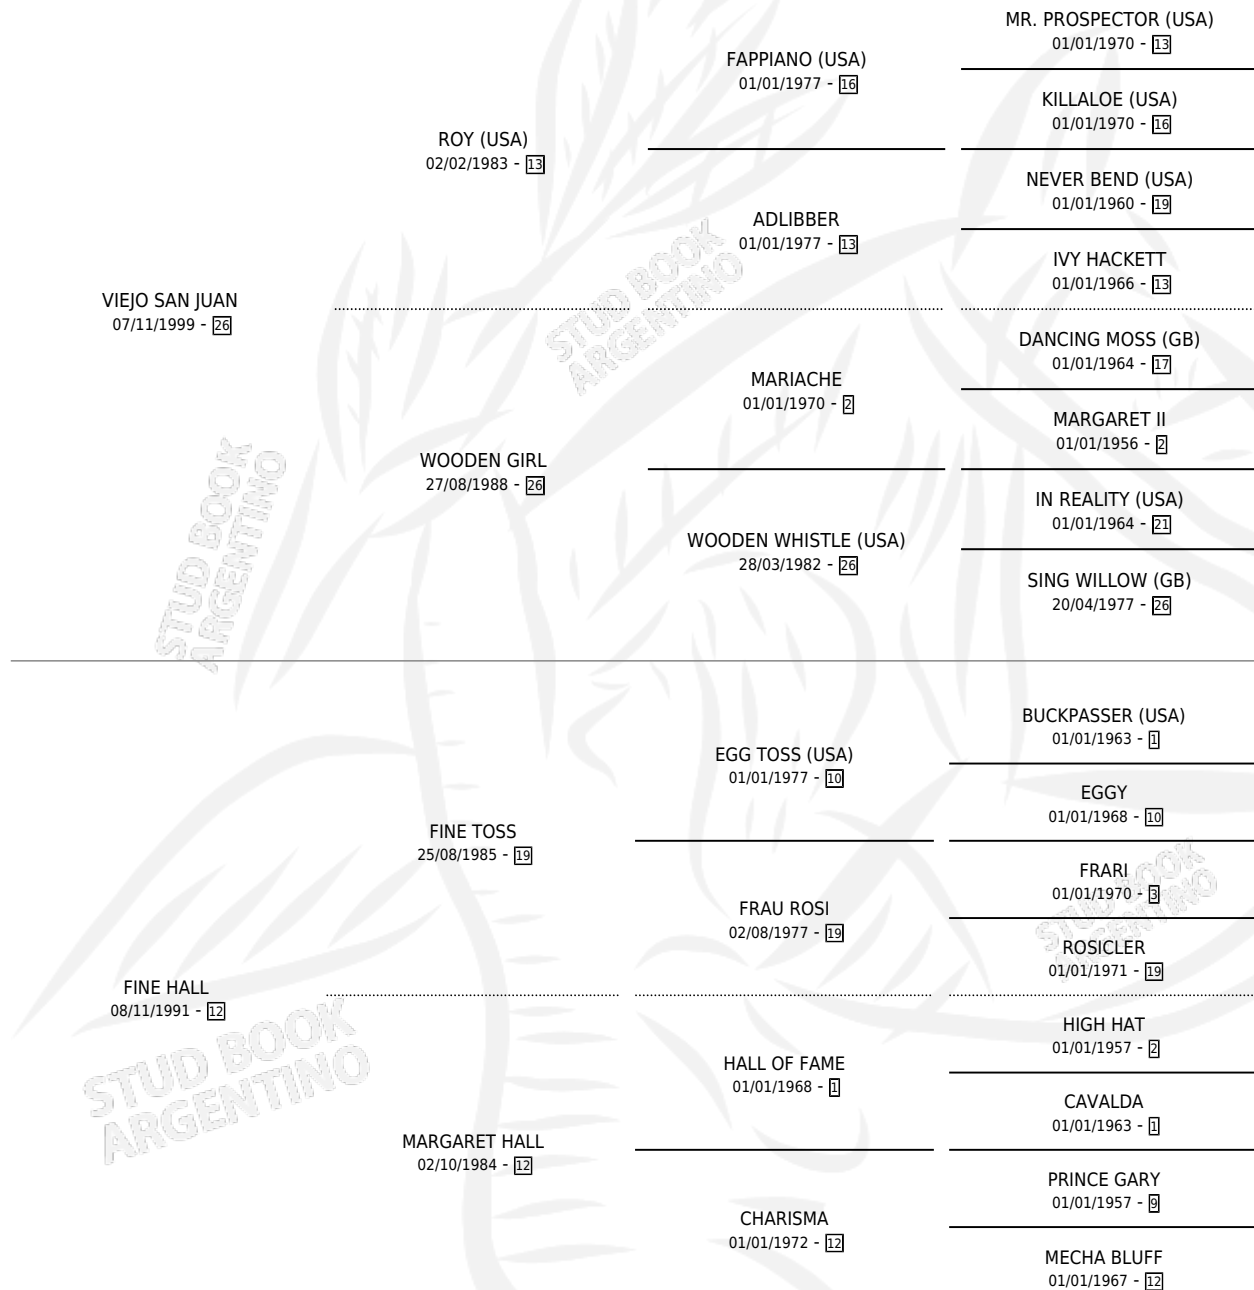 MR. PROSPECTOR (USA)
01/01/1970 - 13
FAPPIANO (USA)
01/01/1977 - 16
KILLALOE (USA)
01/01/1970 - 16
ROY (USA)
02/02/1983 - 13
NEVER BEND (USA)
01/01/1960 - 19
ADLIBBER
01/01/1977 - 13
IVY HACKETT
01/01/1966 - 13
VIEJO SAN JUAN
07/11/1999 - 26
STUD BOOK
ARGENTINO
DANCING MOSS (GB)
01/01/1964 - 17
MARIACHE
01/01/1970 - 2
MARGARET II
01/01/1956 - 2
WOODEN GIRL
27/08/1988 - 26
IN REALITY (USA)
01/01/1964 - 21
WOODEN WHISTLE (USA)
28/03/1982 - 26
SING WILLOW (GB)
20/04/1977 - 26
STUD BOOK
ARGENTINO
BUCKPASSER (USA)
01/01/1963 - 1
EGG TOSS (USA)
01/01/1977 - 10
EGGY
01/01/1968 - 10
FINE TOSS
25/08/1985 - 19
FRARI
01/01/1970 - 3
FRAU ROSI
02/08/1977 - 19
ROSICLER
01/01/1971 - 19
STUD BOOK
ARGENTINO
FINE HALL
08/11/1991 - 12
HIGH HAT
01/01/1957 - 2
HALL OF FAME
01/01/1968 - 1
CAVALDA
01/01/1963 - 1
STUD BOOK
ARGENTINO
MARGARET HALL
02/10/1984 - 12
PRINCE GARY
01/01/1957 - 9
CHARISMA
01/01/1972 - 12
MECHA BLUFF
01/01/1967 - 12